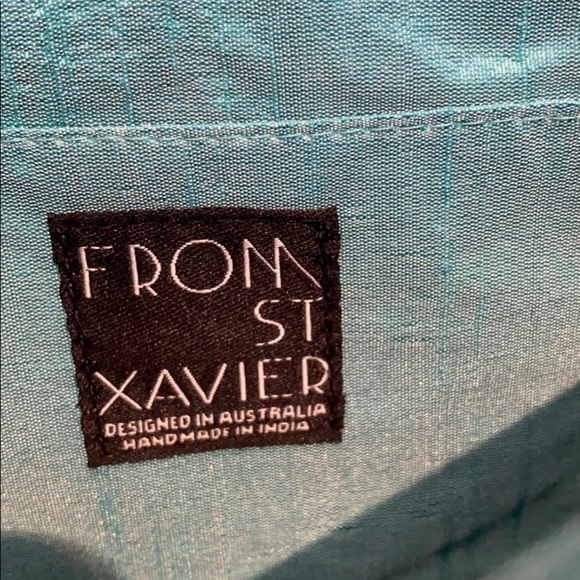 FROM
ST
XAVIER
DESIGNED IN AUSTRALIA
HANDMADE IN INDIA